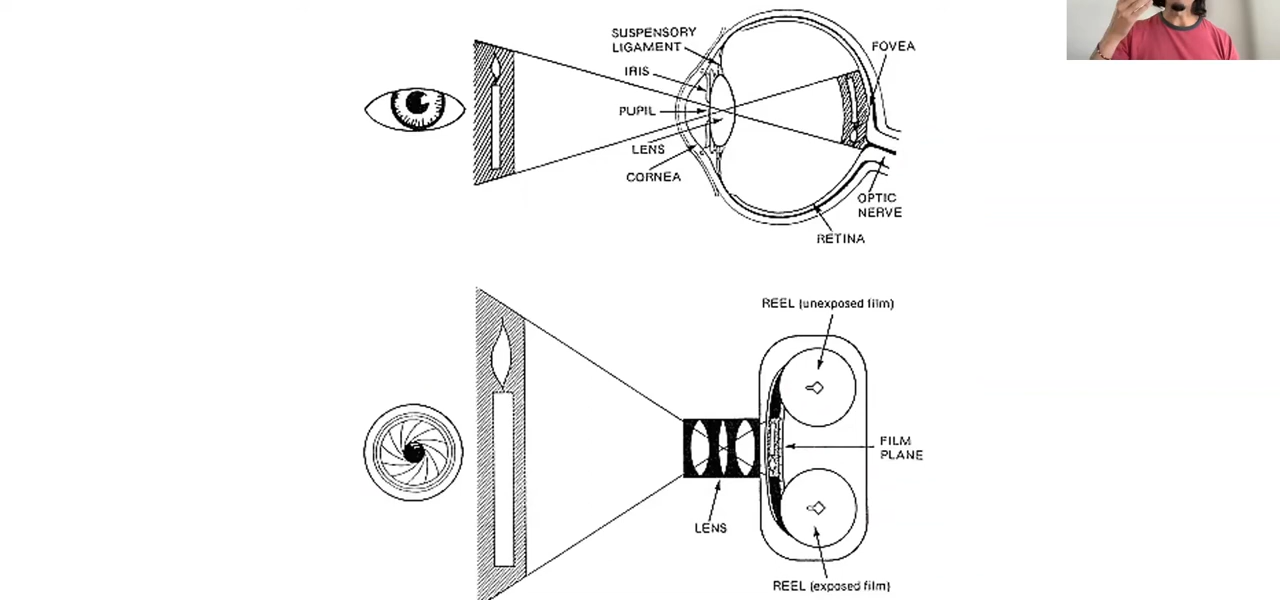 SUSPENSORY
LIGAMENT
FOVEA
IRIS
PUPIL
LENS
CORNEA
OPTIC
NERVE
RETINA
REEL (unexposed film)
FILM
PLANE
LENS
REEL (exposed film)